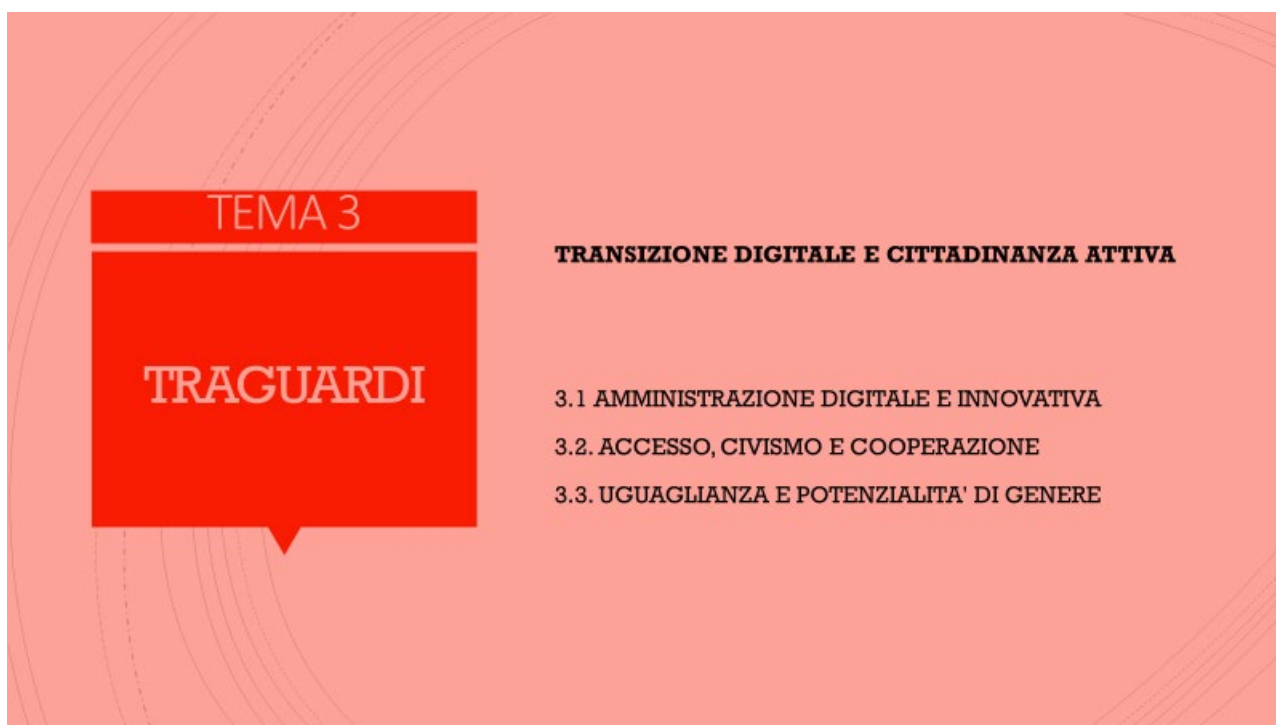 TEMA 3
TRAGUARDI
TRANSIZIONE DIGITALE E CITTADINANZA ATTIVA
3.1 AMMINISTRAZIONE DIGITALE E INNOVATIVA
3.2. ACCESSO, CIVISMO E COOPERAZIONE
3.3. UGUAGLIANZA E POTENZIALITA' DI GENERE